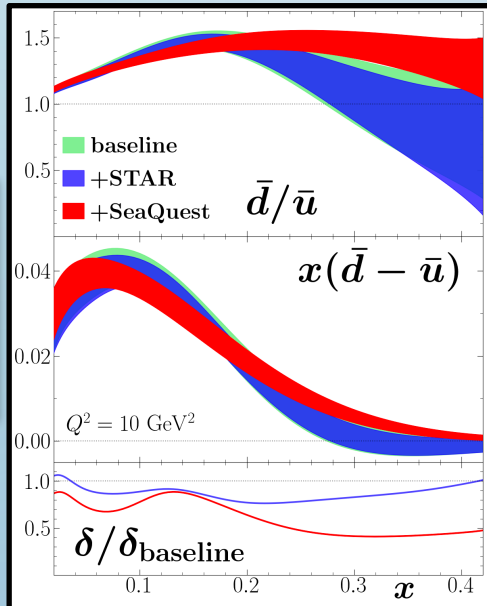 1.5
1.0
0.5
baseline
+STAR
+SeaQuest
d̄/ū
0.04
0.02
0.00
x(d̄ − ū)
Q² = 10 GeV²
1.0
0.5
δ/δbaseline
0.1 0.2 0.3 0.4
x